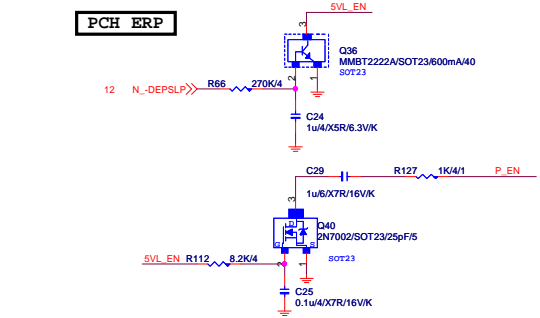 PCH ERP
5VL_EN
3
Q36
MMBT2222A/SOT23/600mA/40
SOT23
2
1
12 N_-DEPSLP
R66 270K/4
C24
1u/4/X5R/6.3V/K
C29
1u/6/X7R/16V/K
R127 1K/4/1 P_EN
3
D
G S
Q40
2N7002/SOT23/25pF/5
SOT23
2
1
5VL_EN R112 8.2K/4
C25
0.1u/4/X7R/16V/K